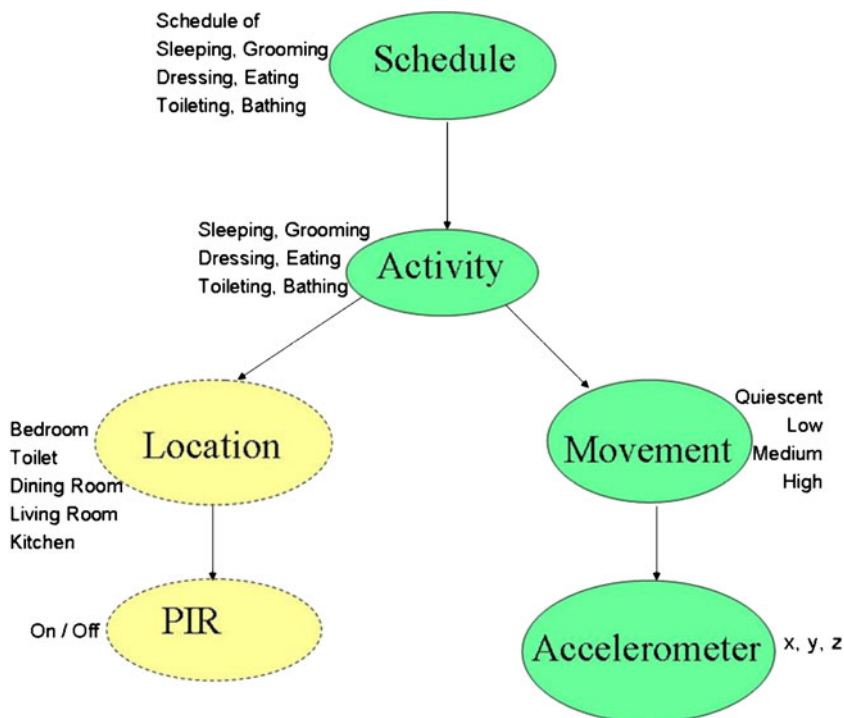 Schedule of
Sleeping, Grooming
Dressing, Eating
Toileting, Bathing
Schedule
Sleeping, Grooming
Dressing, Eating
Toileting, Bathing
Activity
Bedroom
Toilet
Dining Room
Living Room
Kitchen
Location
Movement
Quiescent
Low
Medium
High
On / Off
PIR
Accelerometer
x, y, z